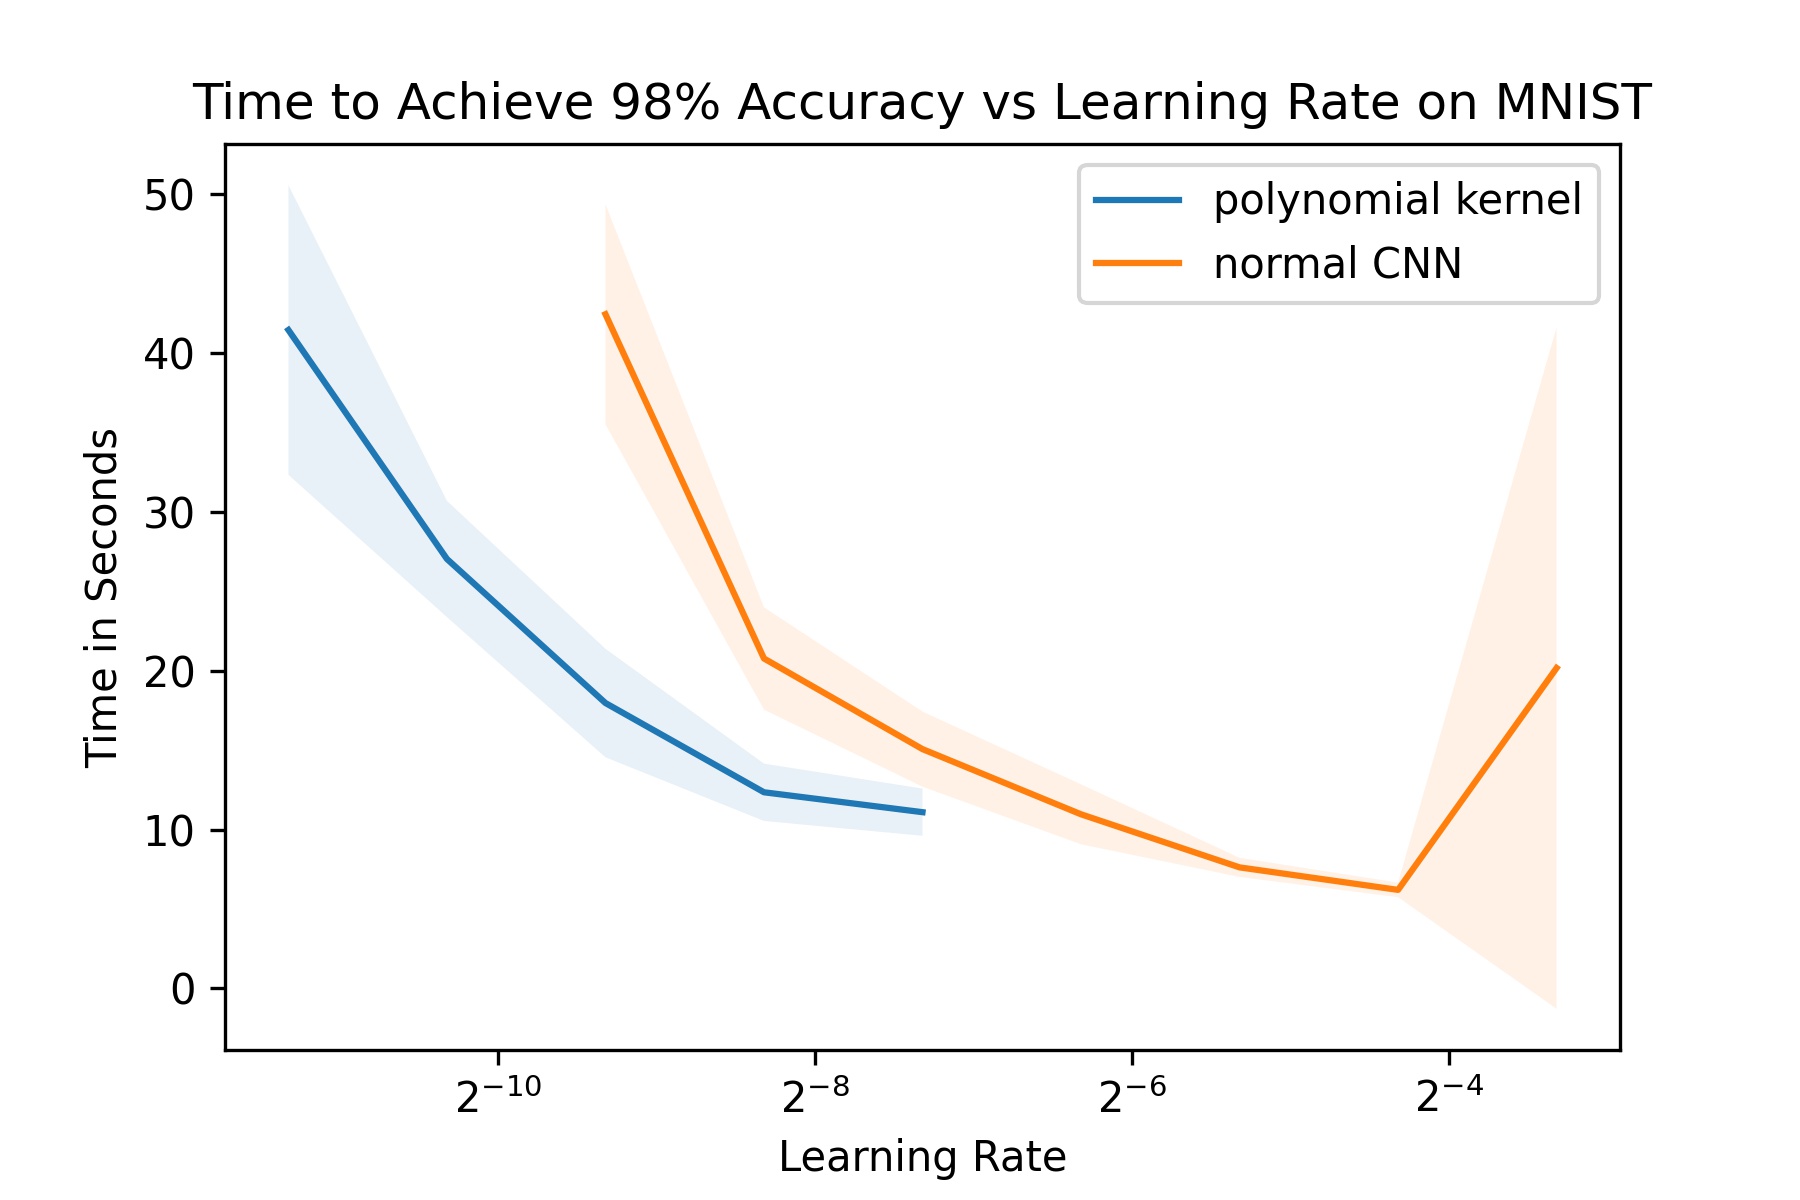 Time to Achieve 98% Accuracy vs Learning Rate on MNIST
polynomial kernel
normal CNN
50
40
30
20
10
0
Time in Seconds
2⁻¹⁰
2⁻⁸
2⁻⁶
2⁻⁴
Learning Rate